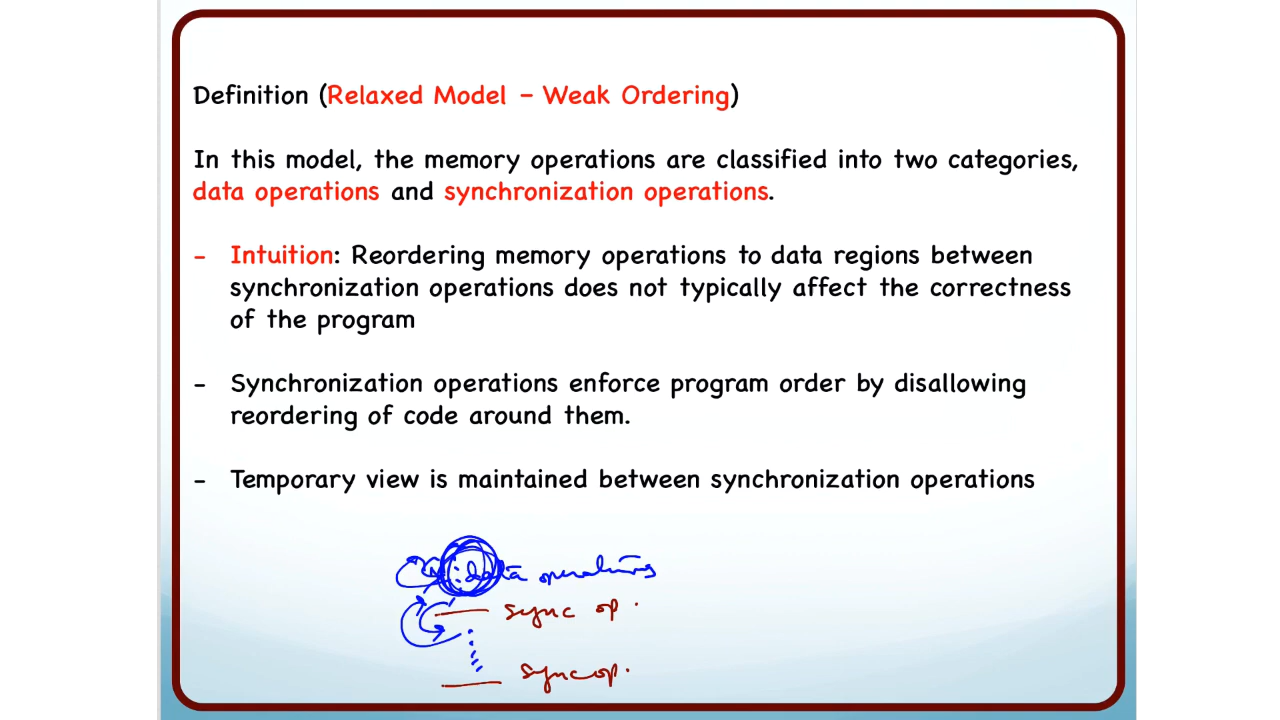 Definition (Relaxed Model – Weak Ordering)
In this model, the memory operations are classified into two categories,
data operations and synchronization operations.
- Intuition: Reordering memory operations to data regions between
synchronization operations does not typically affect the correctness
of the program
- Synchronization operations enforce program order by disallowing
reordering of code around them.
- Temporary view is maintained between synchronization operations
data operations
sync op.
sync op.